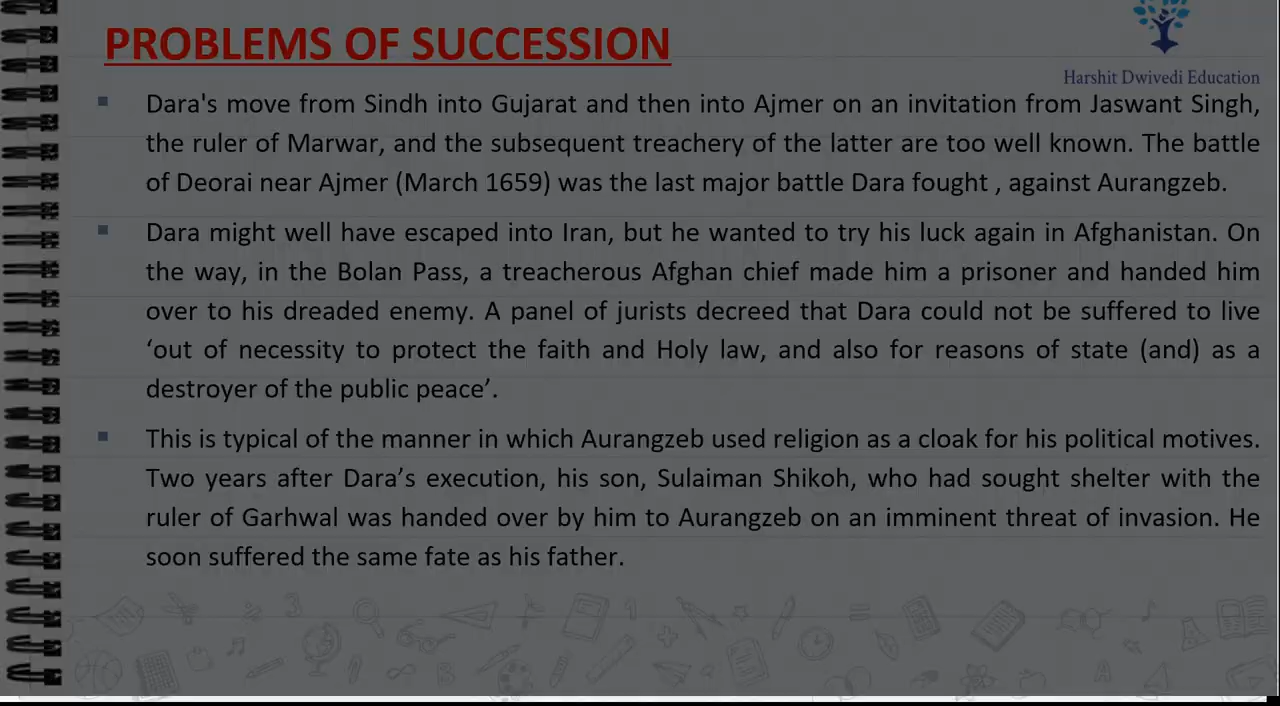 PROBLEMS OF SUCCESSION
Harshit Dwivedi Education
▪ Dara's move from Sindh into Gujarat and then into Ajmer on an invitation from Jaswant Singh,
the ruler of Marwar, and the subsequent treachery of the latter are too well known. The battle
of Deorai near Ajmer (March 1659) was the last major battle Dara fought , against Aurangzeb.
▪ Dara might well have escaped into Iran, but he wanted to try his luck again in Afghanistan. On
the way, in the Bolan Pass, a treacherous Afghan chief made him a prisoner and handed him
over to his dreaded enemy. A panel of jurists decreed that Dara could not be suffered to live
‘out of necessity to protect the faith and Holy law, and also for reasons of state (and) as a
destroyer of the public peace’.
▪ This is typical of the manner in which Aurangzeb used religion as a cloak for his political motives.
Two years after Dara’s execution, his son, Sulaiman Shikoh, who had sought shelter with the
ruler of Garhwal was handed over by him to Aurangzeb on an imminent threat of invasion. He
soon suffered the same fate as his father.